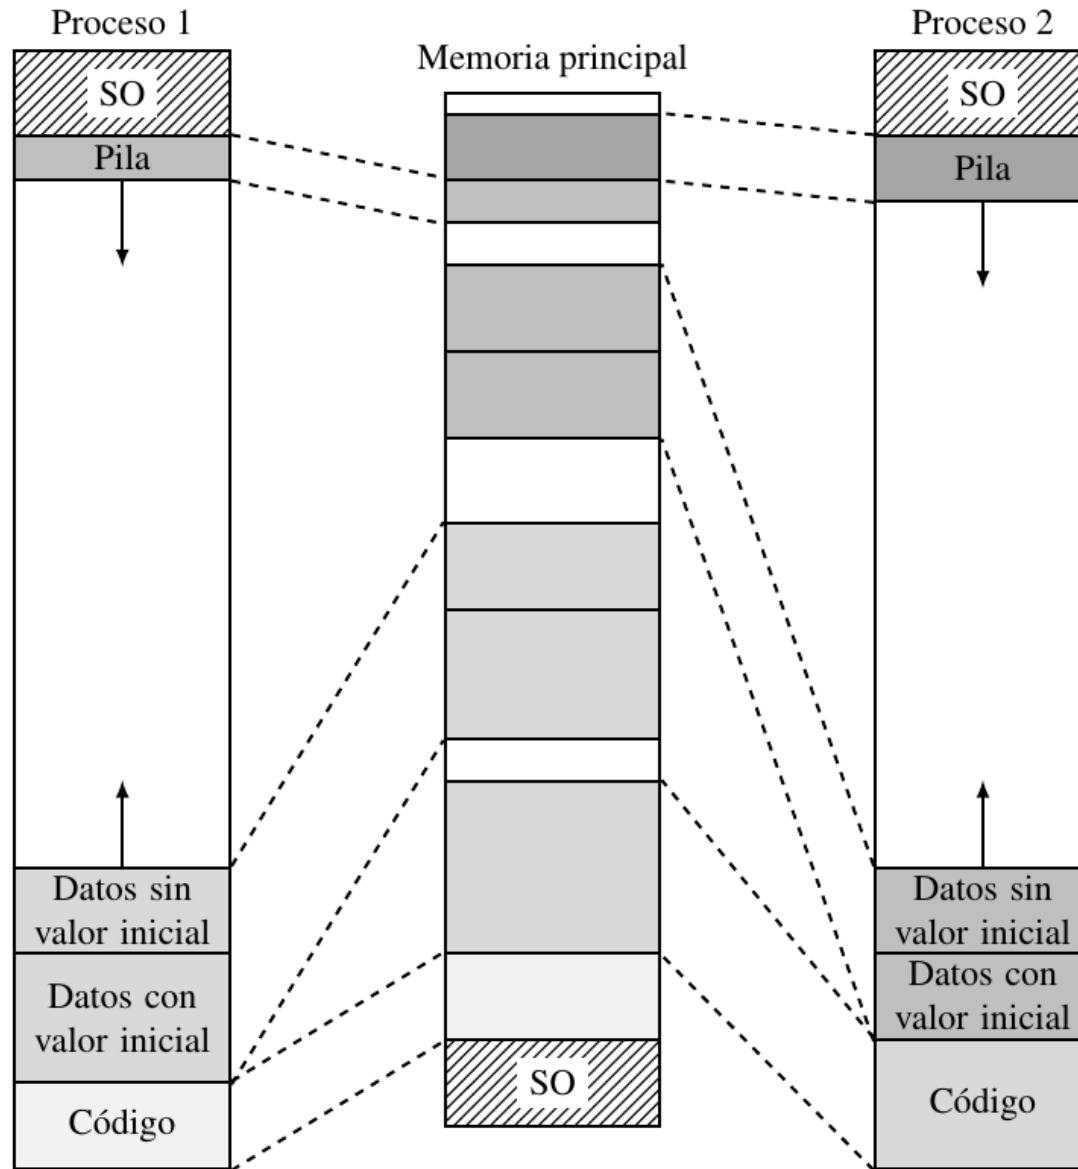 Proceso 1
SO
Pila
Datos sin
valor inicial
Datos con
valor inicial
Código
Memoria principal
SO
Proceso 2
SO
Pila
Datos sin
valor inicial
Datos con
valor inicial
Código